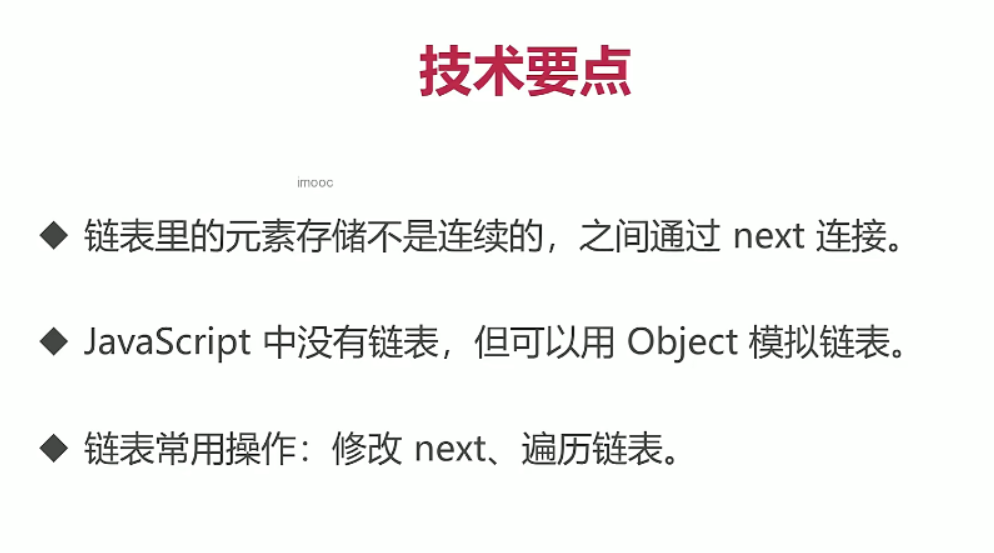 技术要点
imooc
◆ 链表里的元素存储不是连续的，之间通过 next 连接。
◆ JavaScript 中没有链表，但可以用 Object 模拟链表。
◆ 链表常用操作：修改 next、遍历链表。